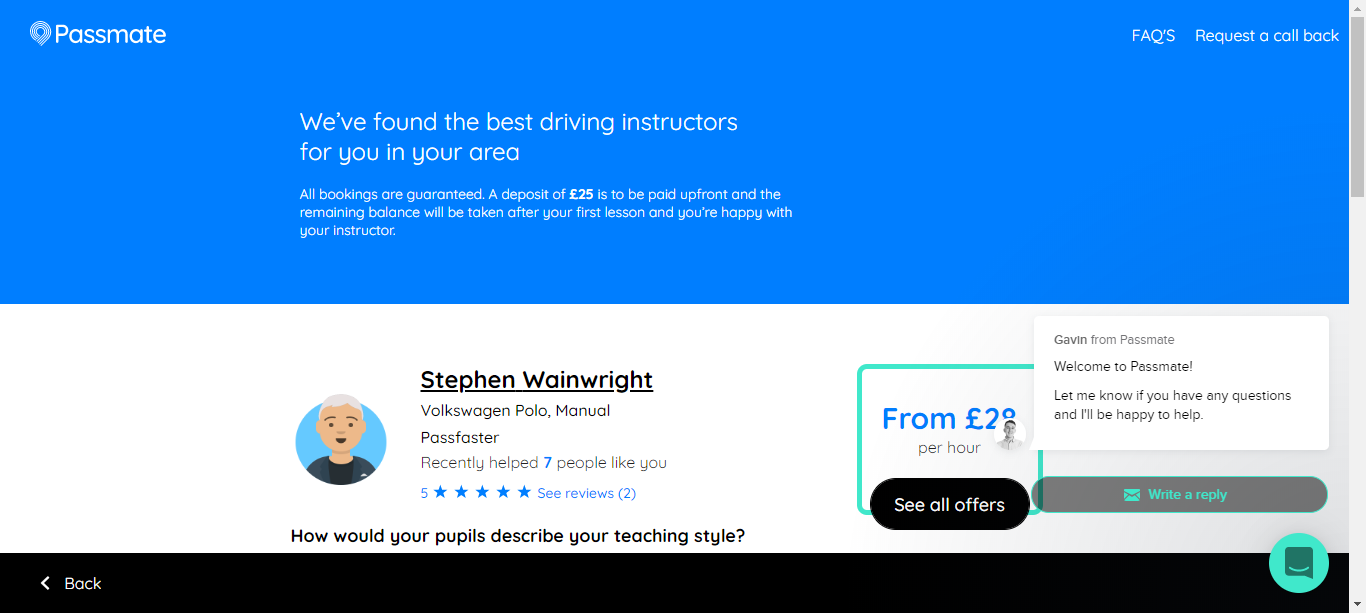 Passmate
FAQ'S
Request a call back
We've found the best driving instructors
for you in your area
All bookings are guaranteed. A deposit of £25 is to be paid upfront and the
remaining balance will be taken after your first lesson and you're happy with
your instructor.
Stephen Wainwright
Volkswagen Polo, Manual
Passfaster
Recently helped 7 people like you
5 ★ ★ ★ ★ ★ See reviews (2)
How would your pupils describe your teaching style?
From £28
per hour
See all offers
Gavin from Passmate
Welcome to Passmate!
Let me know if you have any questions
and I'll be happy to help.
Write a reply
Back